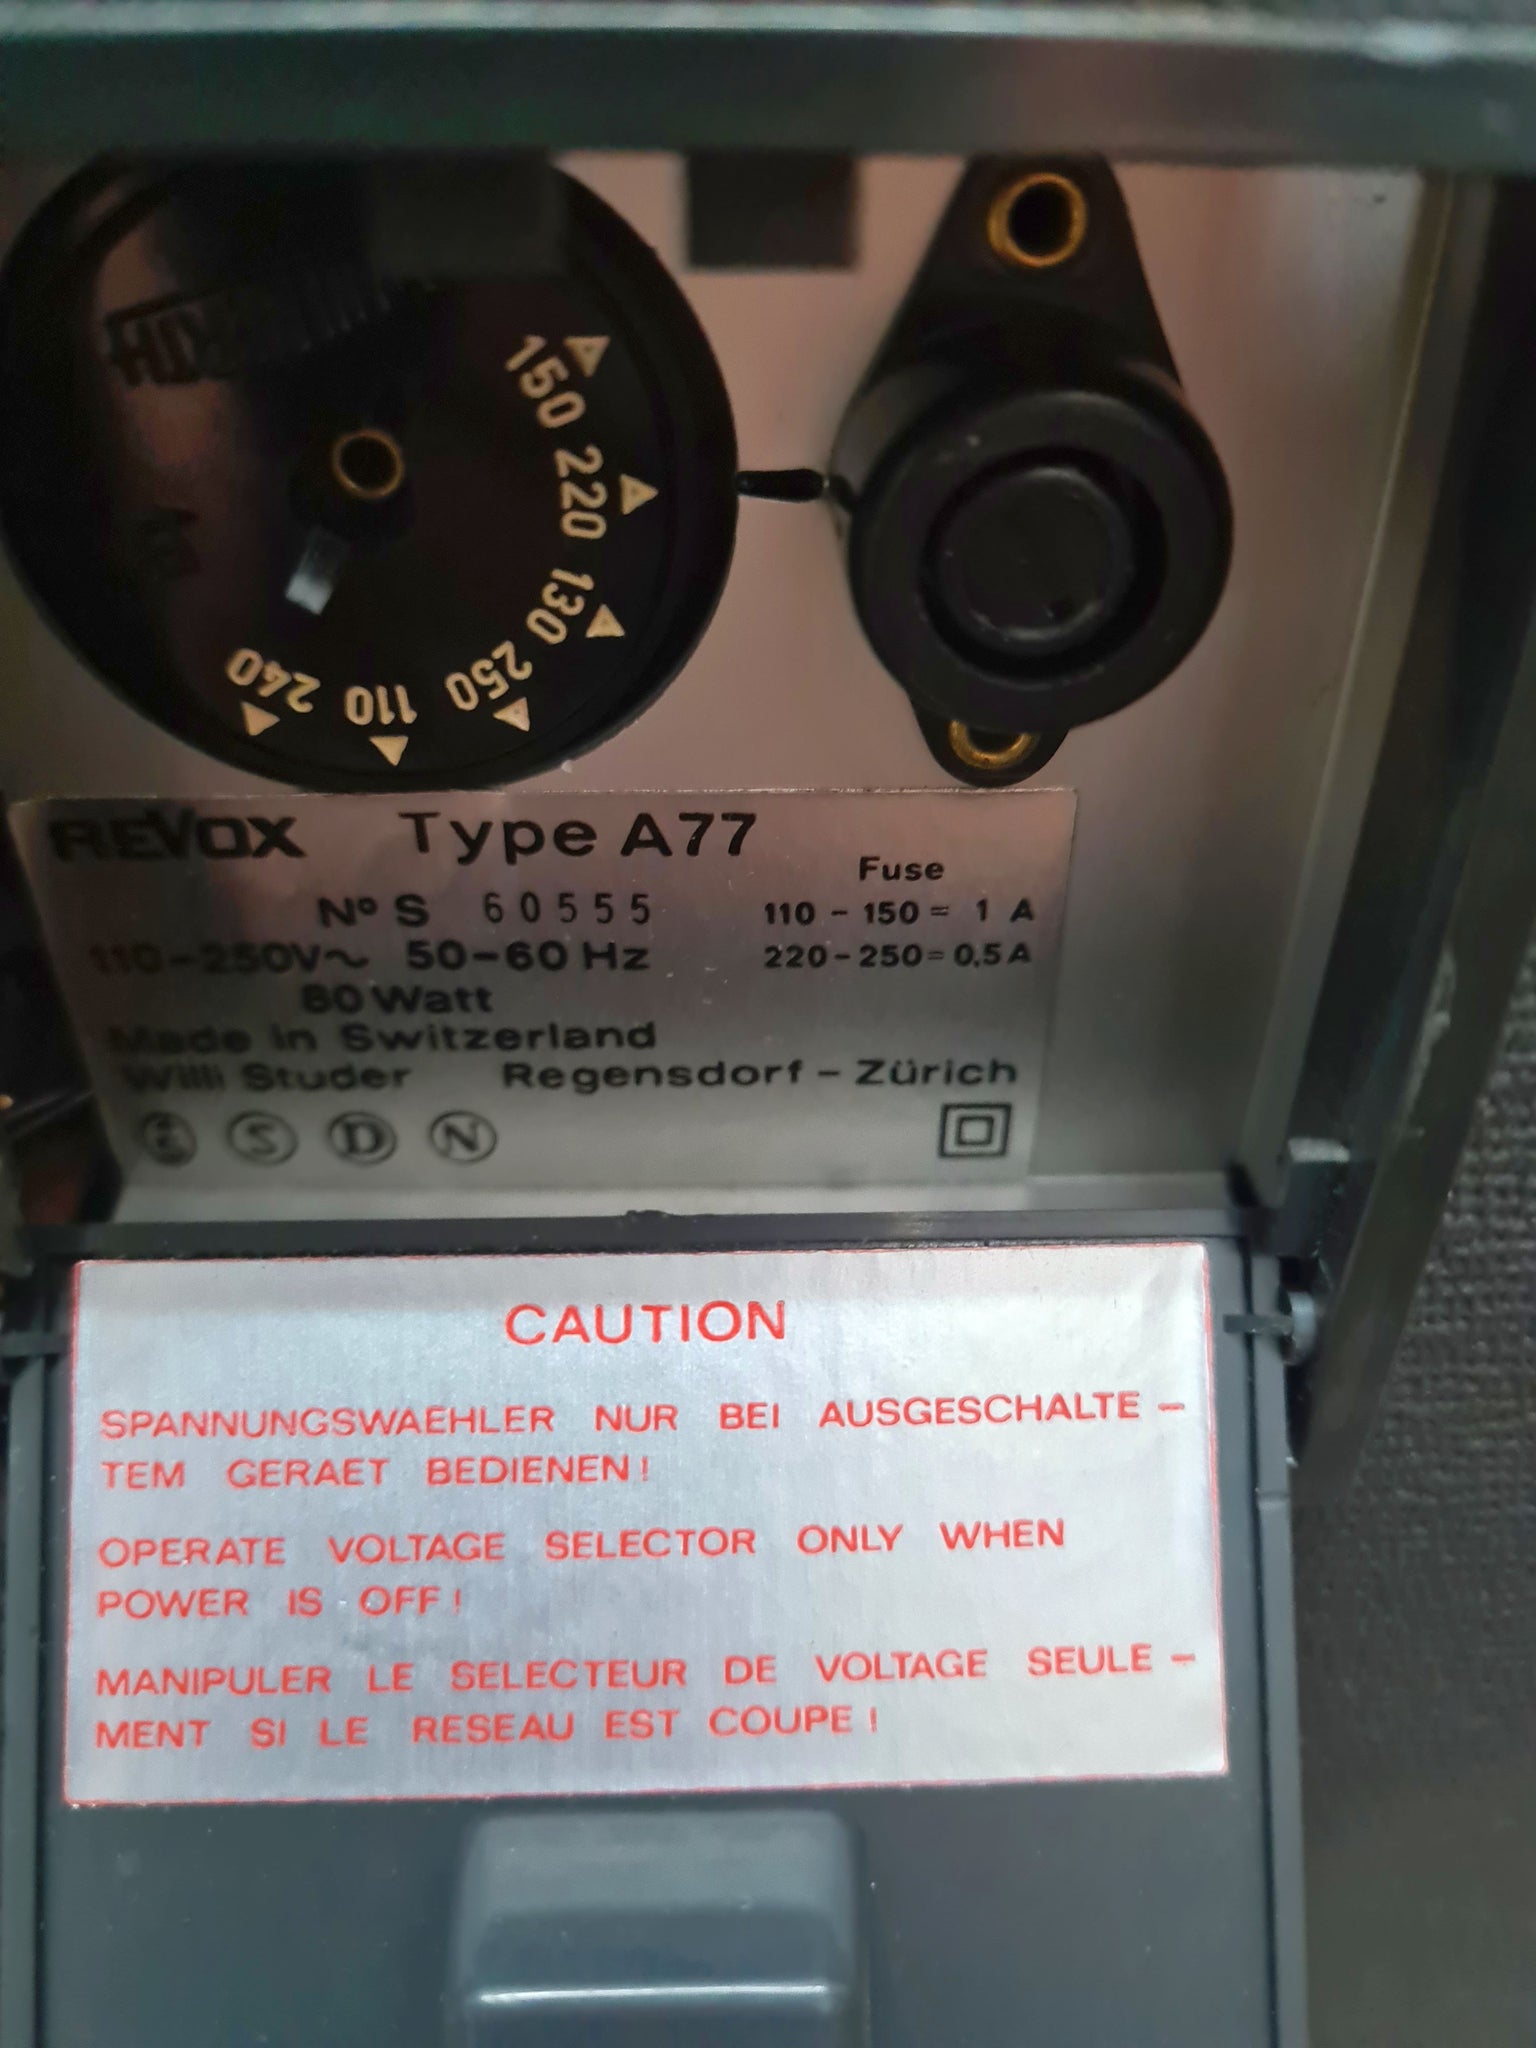 150
220
130
250
110
240
REVOX Type A77
Fuse
Nº S 60555 110 - 150 = 1 A
110-250V~ 50-60 Hz 220 - 250 = 0,5 A
80 Watt
Made in Switzerland
Willi Studer Regensdorf - Zürich
S D N
CAUTION
SPANNUNGSWAEHLER NUR BEI AUSGESCHALTE -
TEM GERAET BEDIENEN!
OPERATE VOLTAGE SELECTOR ONLY WHEN
POWER IS OFF!
MANIPULER LE SELECTEUR DE VOLTAGE SEULE -
MENT SI LE RESEAU EST COUPE!